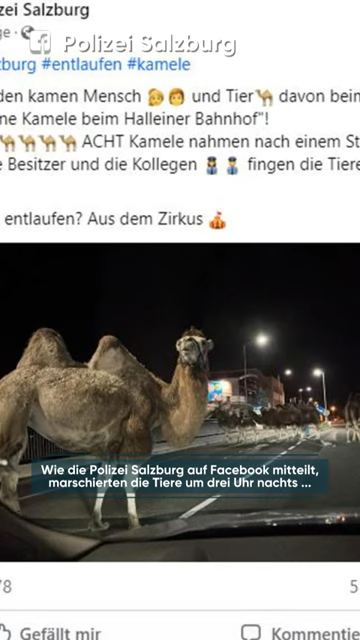 zei Salzburg
Polizei Salzburg
zburg #entlaufen #kamele
den kamen Mensch und Tier davon beim
ne Kamele beim Halleiner Bahnhof"!
ACHT Kamele nahmen nach einem St
e Besitzer und die Kollegen fingen die Tiere
entlaufen? Aus dem Zirkus
Wie die Polizei Salzburg auf Facebook mitteilt,
marschierten die Tiere um drei Uhr nachts ...
78
5
Gefällt mir
Kommentie